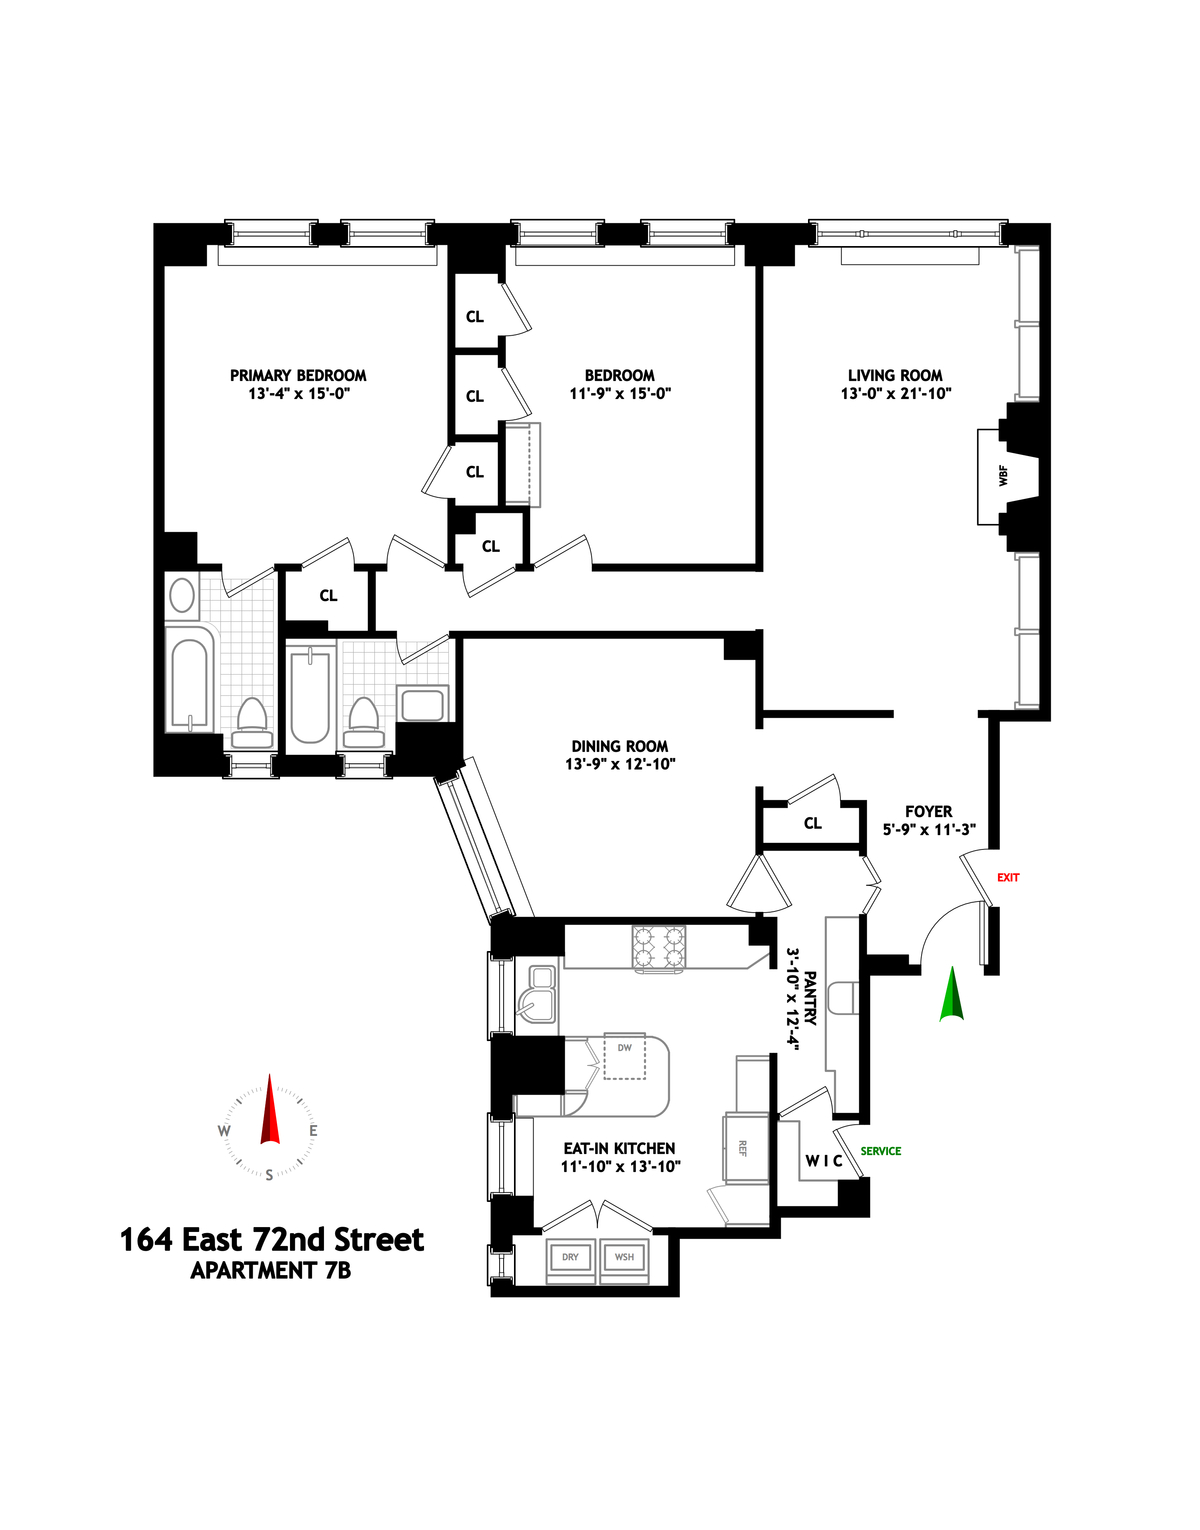 PRIMARY BEDROOM
13'-4" x 15'-0"
CL
CL
CL
CL
CL
BEDROOM
11'-9" x 15'-0"
LIVING ROOM
13'-0" x 21'-10"
WBF
DINING ROOM
13'-9" x 12'-10"
CL
FOYER
5'-9" x 11'-3"
EXIT
PANTRY
3'-10" x 12'-4"
DW
EAT-IN KITCHEN
11'-10" x 13'-10"
REF
WIC
SERVICE
DRY
WSH
W
E
S
164 East 72nd Street
APARTMENT 7B